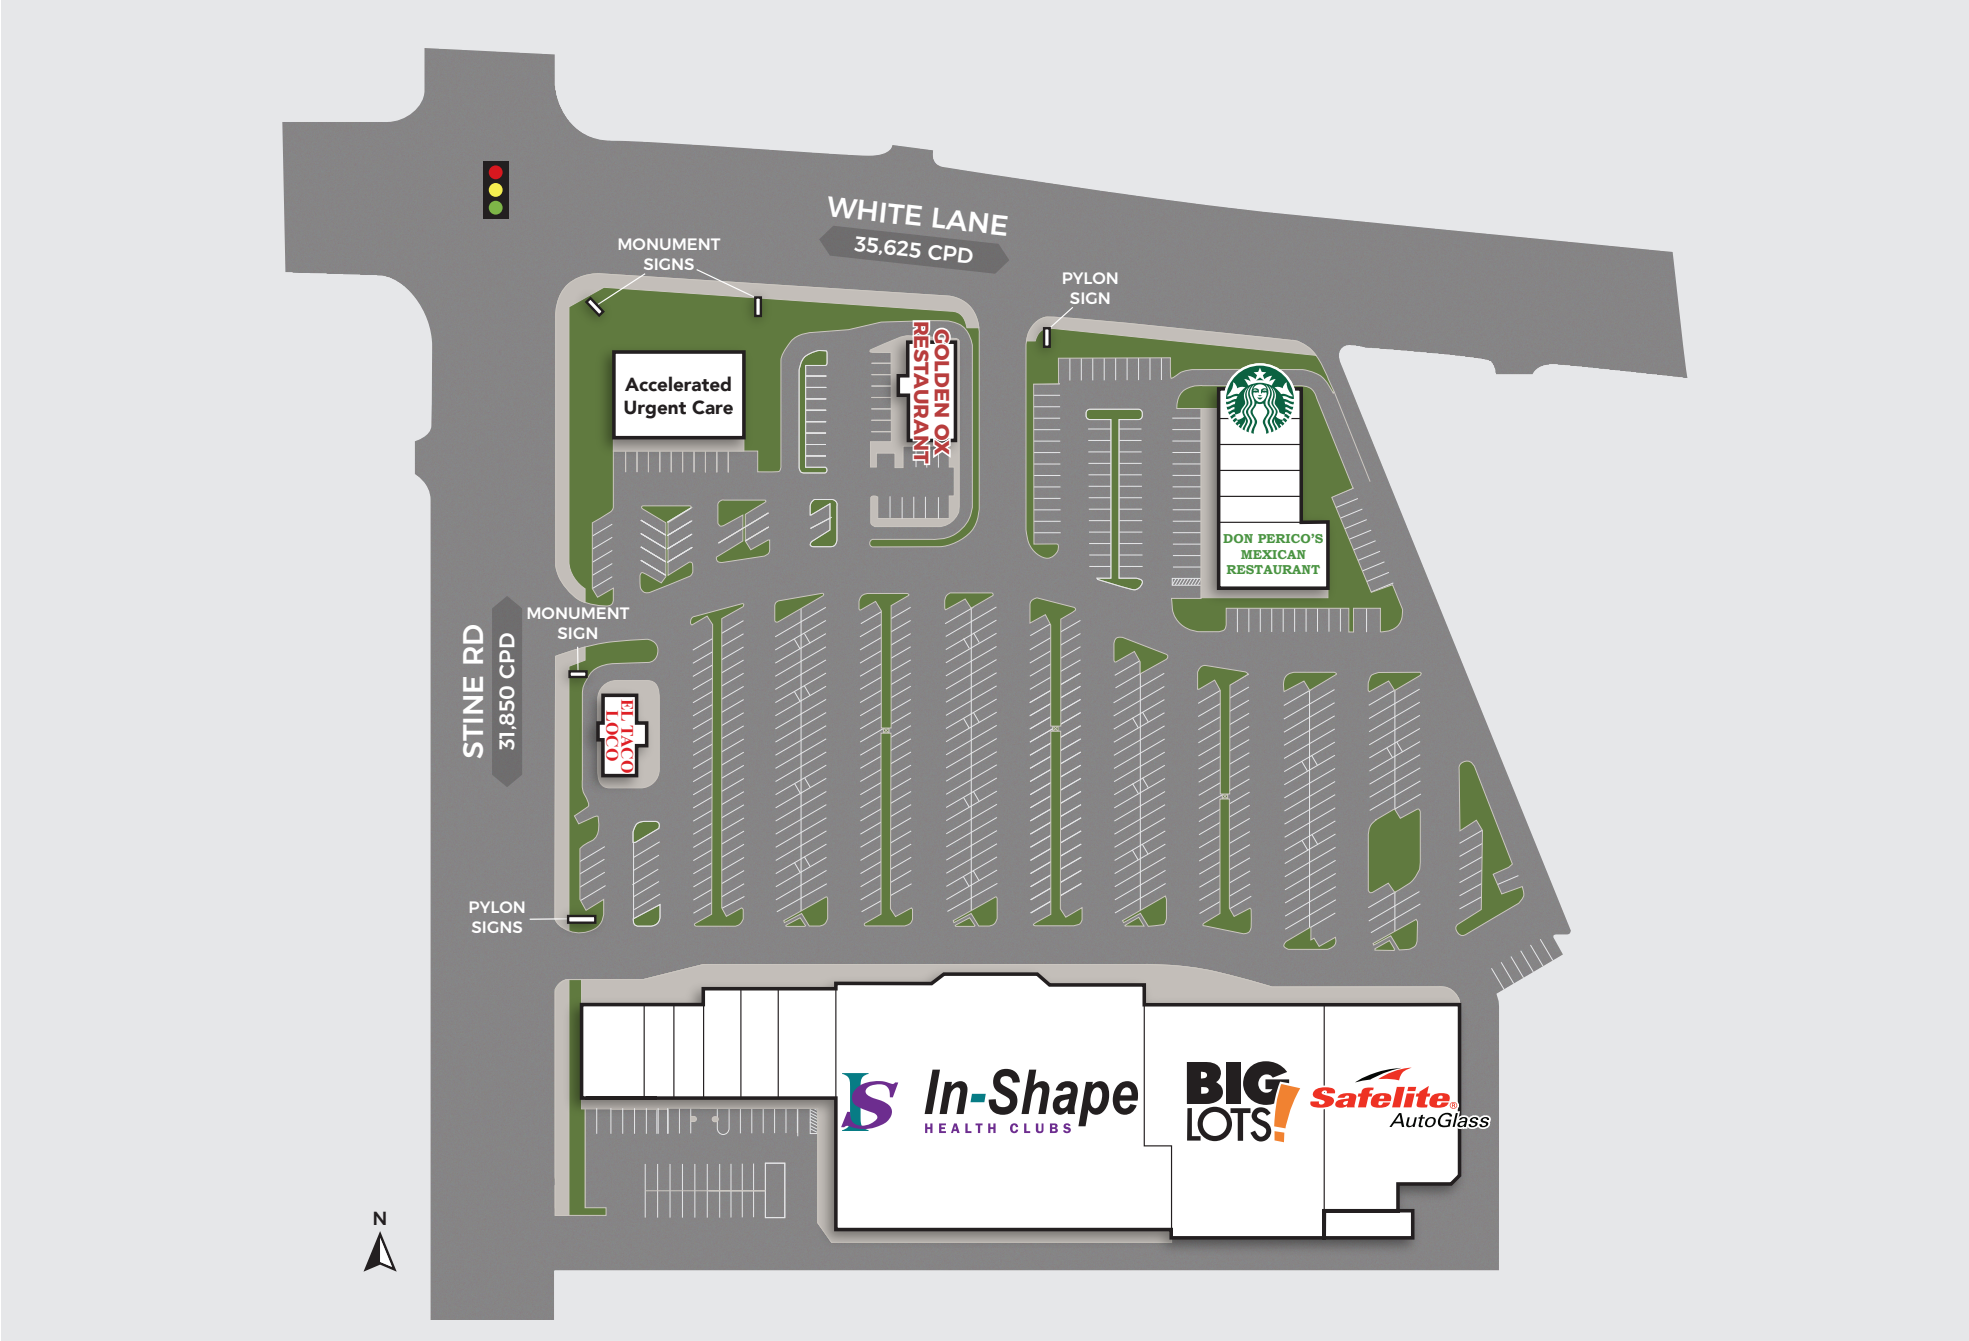 WHITE LANE
35,625 CPD
MONUMENT
SIGNS
PYLON
SIGN
Accelerated
Urgent Care
GOLDEN OX
RESTAURANT
DON PERICO'S
MEXICAN
RESTAURANT
MONUMENT
SIGN
STINE RD
31,850 CPD
EL TACO
LOCO
PYLON
SIGNS
IS
In-Shape
HEALTH CLUBS
BIG
LOTS!
Safelite®
AutoGlass
N